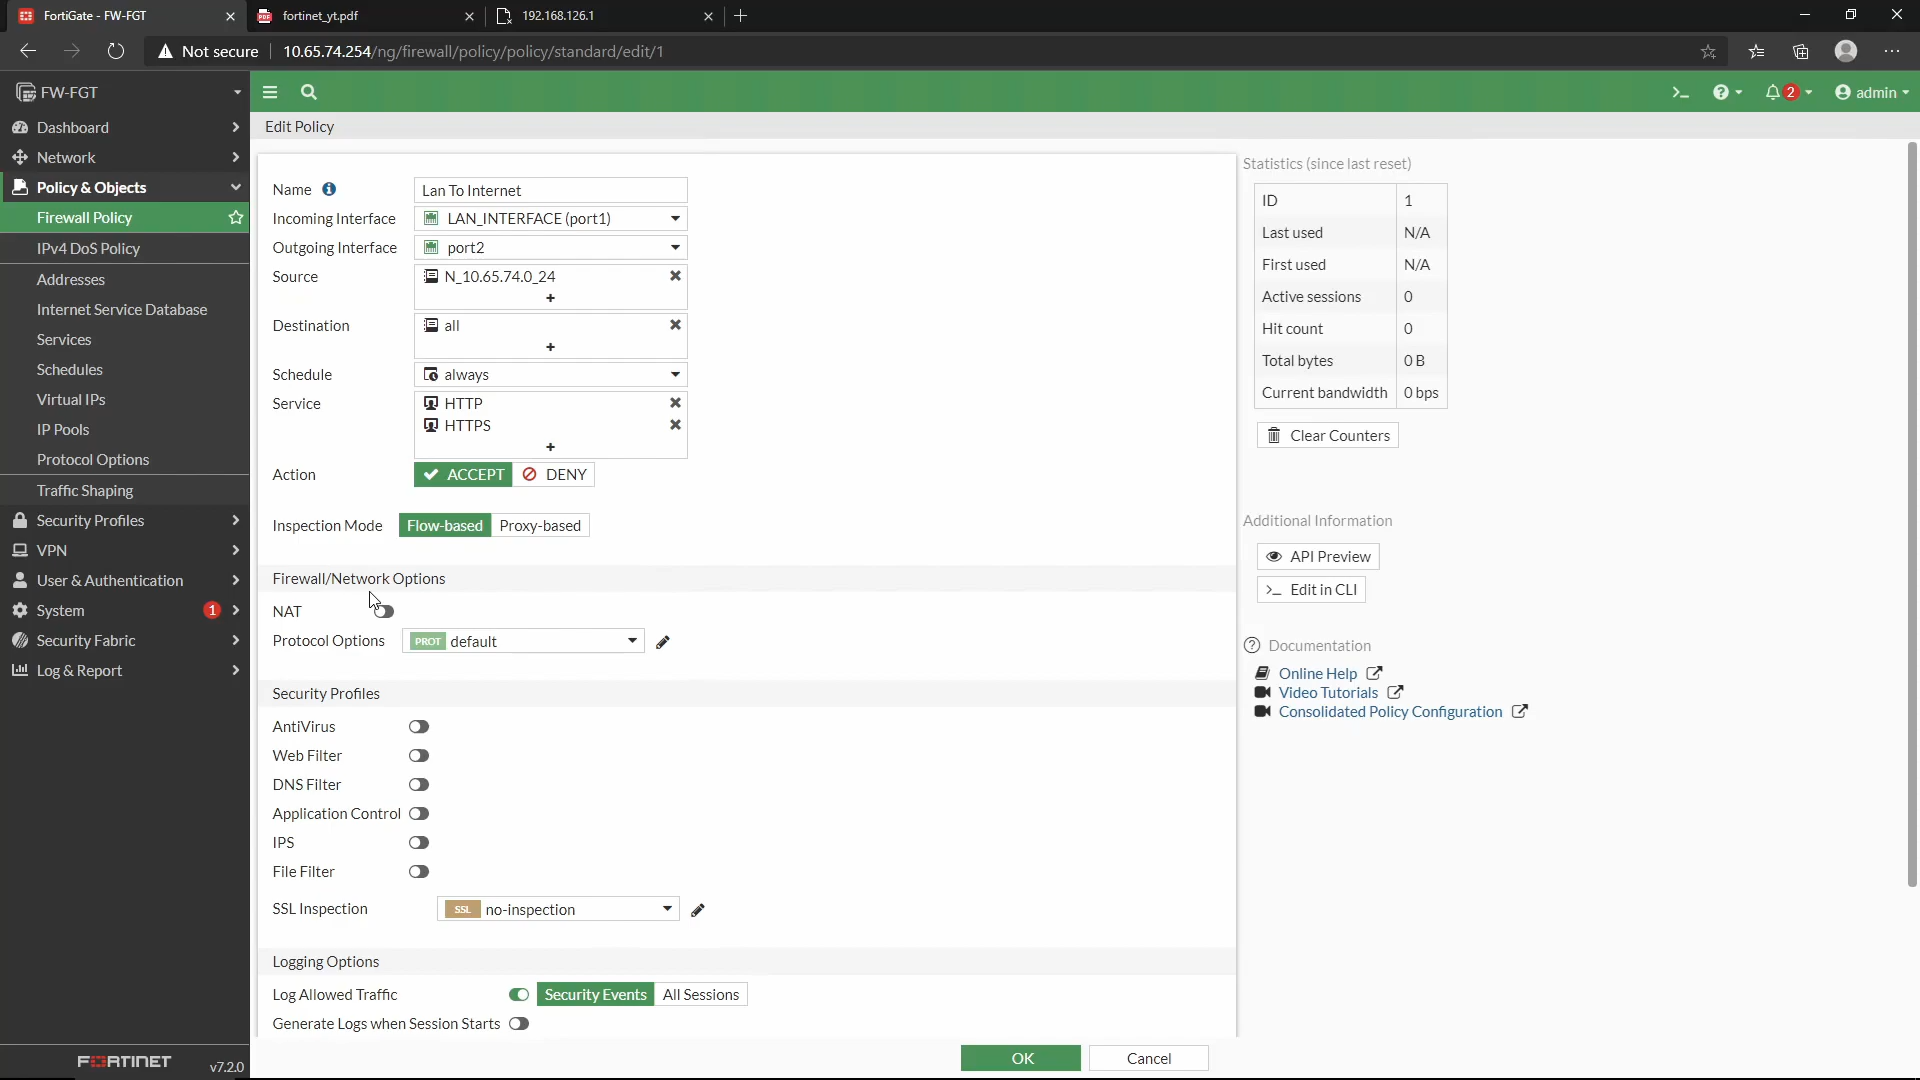 FortiGate - FW-FGT
fortinet_yt.pdf
192.168.126.1
Not secure
10.65.74.254/ng/firewall/policy/policy/standard/edit/1
FW-FGT
2
admin
Dashboard
Network
Policy & Objects
Firewall Policy
IPv4 DoS Policy
Addresses
Internet Service Database
Services
Schedules
Virtual IPs
IP Pools
Protocol Options
Traffic Shaping
Security Profiles
VPN
User & Authentication
System 1
Security Fabric
Log & Report
FORTINET v7.2.0
Edit Policy
Name Lan To Internet
Incoming Interface LAN_INTERFACE (port1)
Outgoing Interface port2
Source N_10.65.74.0_24
Destination all
Schedule always
Service HTTP
HTTPS
Action ACCEPT DENY
Inspection Mode Flow-based Proxy-based
Firewall/Network Options
NAT
Protocol Options PROT default
Security Profiles
AntiVirus
Web Filter
DNS Filter
Application Control
IPS
File Filter
SSL Inspection SSL no-inspection
Logging Options
Log Allowed Traffic Security Events All Sessions
Generate Logs when Session Starts
OK Cancel
Statistics (since last reset)
ID 1
Last used N/A
First used N/A
Active sessions 0
Hit count 0
Total bytes 0 B
Current bandwidth 0 bps
Clear Counters
Additional Information
API Preview
>_ Edit in CLI
Documentation
Online Help
Video Tutorials
Consolidated Policy Configuration